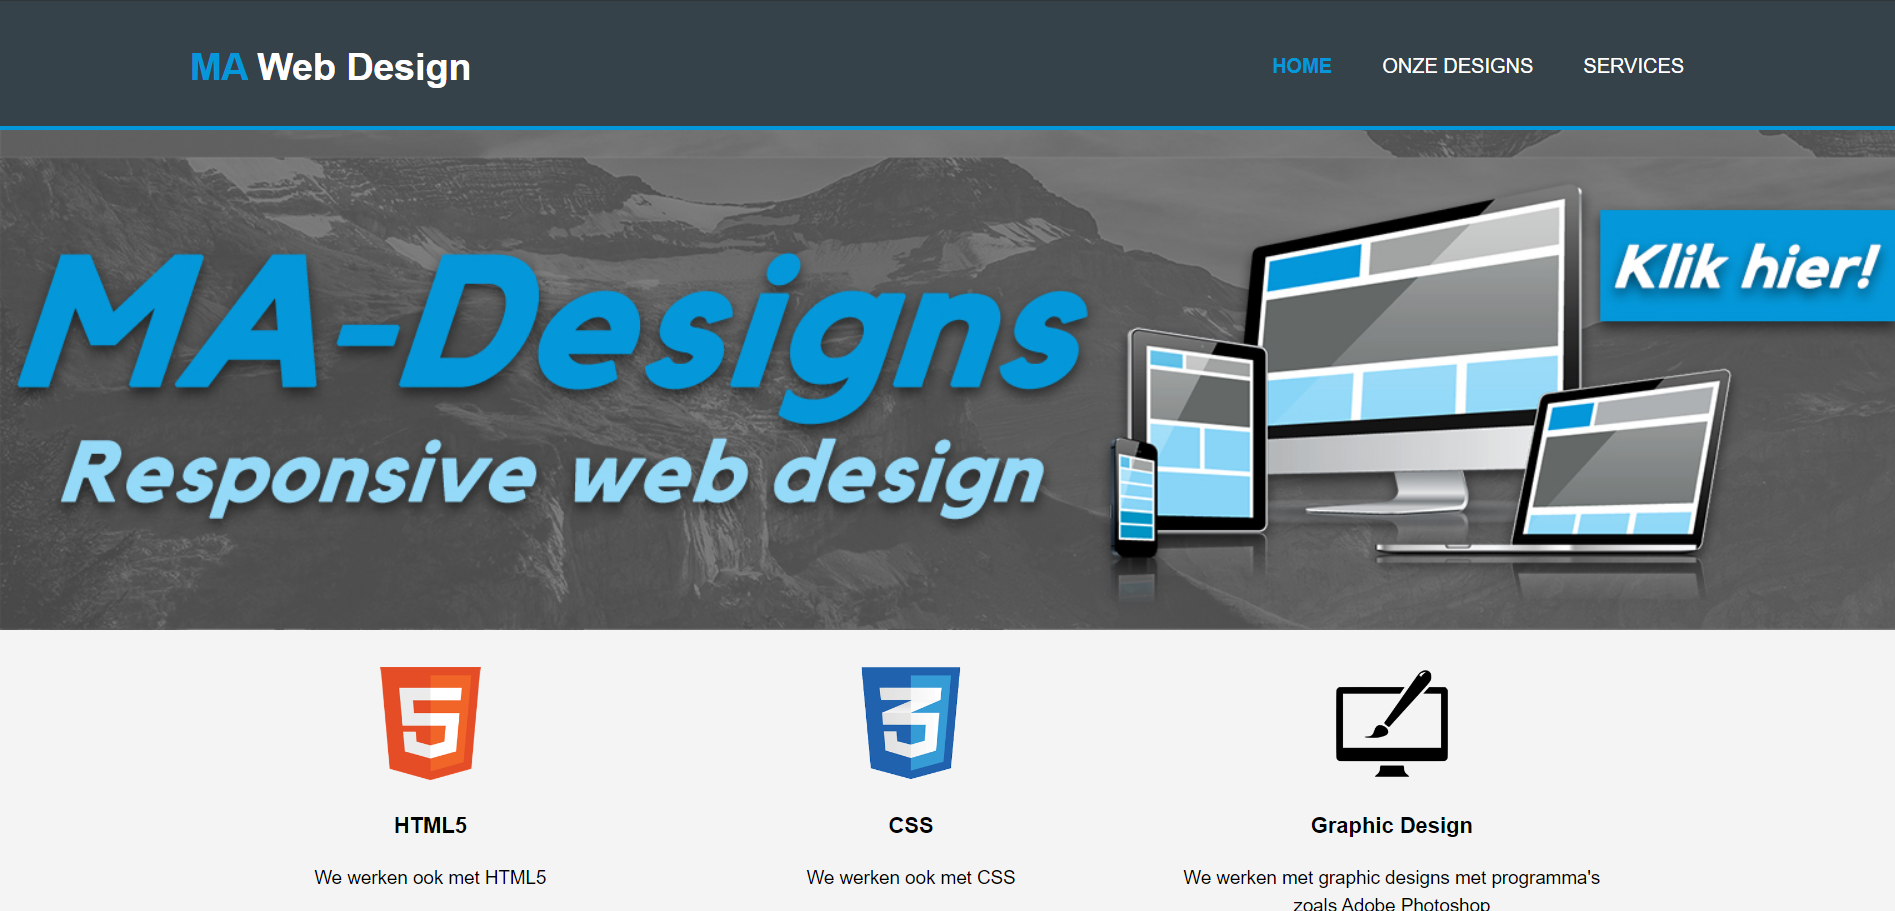 MA Web Design
HOME ONZE DESIGNS SERVICES
MA-Designs
Klik hier!
Responsive web design
HTML5
CSS
Graphic Design
We werken ook met HTML5
We werken ook met CSS
We werken met graphic designs met programma's
zoals Adobe Photoshop